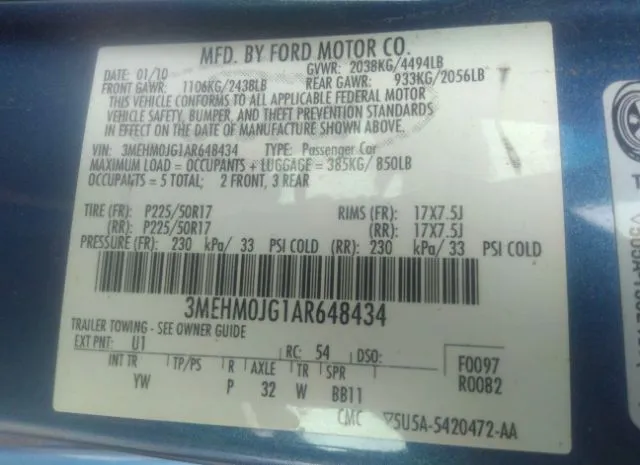 MFD. BY FORD MOTOR CO.
DATE: 01/10 GVWR: 2038KG/4494LB
FRONT GAWR: 1106KG/2438LB REAR GAWR: 933KG/2056LB
THIS VEHICLE CONFORMS TO ALL APPLICABLE FEDERAL MOTOR
VEHICLE SAFETY, BUMPER, AND THEFT PREVENTION STANDARDS
IN EFFECT ON THE DATE OF MANUFACTURE SHOWN ABOVE.
VIN: 3MEHM0JG1AR648434 TYPE: Passenger Car
MAXIMUM LOAD = OCCUPANTS + LUGGAGE = 385KG/ 850LB
OCCUPANTS = 5 TOTAL; 2 FRONT, 3 REAR
TIRE (FR): P225/50R17 RIMS (FR): 17X7.5J
(RR): P225/50R17 (RR): 17X7.5J
PRESSURE (FR): 230 kPa/ 33 PSI COLD (RR): 230 kPa/ 33 PSI COLD
3MEHM0JG1AR648434
TRAILER TOWING - SEE OWNER GUIDE
EXT PNT: U1 RC: 54 DSO:
INT TR TP/PS R AXLE TR SPR F0097
YW P 32 W BB11 R0082
CMC 5U5A-5420472-AA